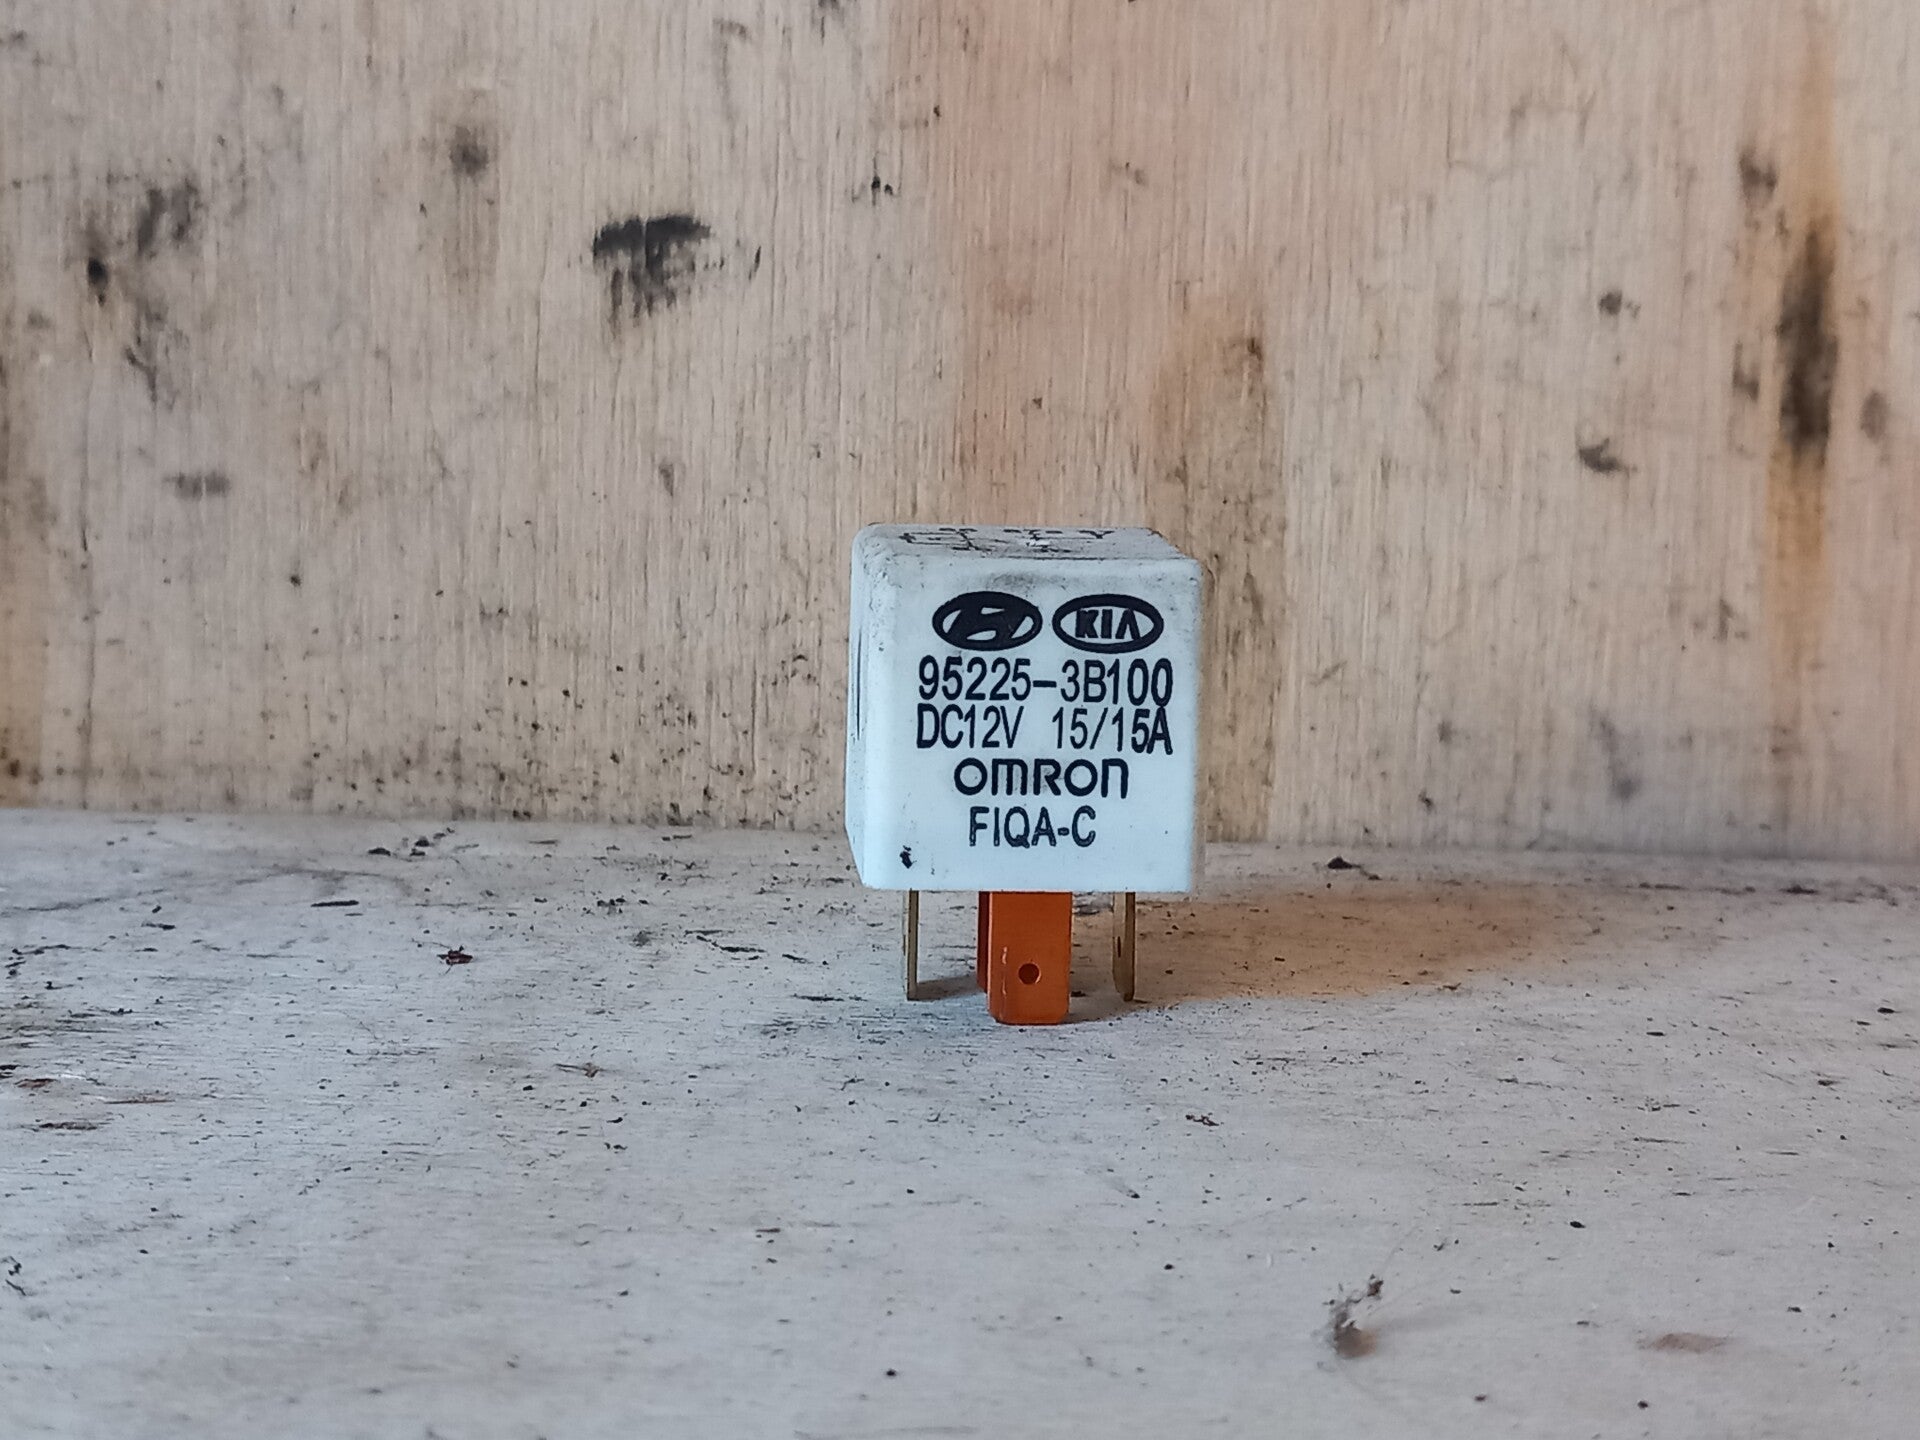 KIA
95225-3B100
DC12V 15/15A
OMRON
FIQA-C